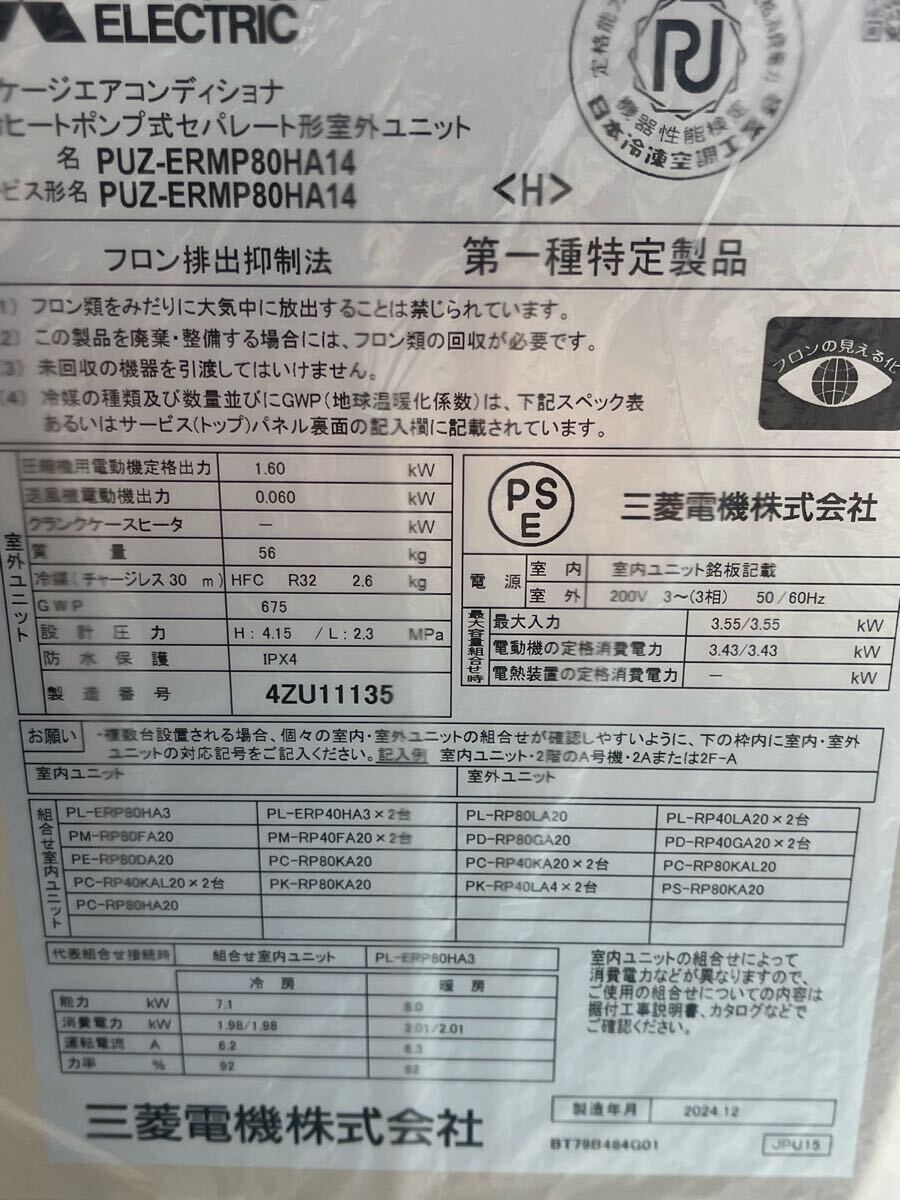 ELECTRIC
ケージエアコンディショナ
ヒートポンプ式セパレート形室外ユニット
名 PUZ-ERMP80HA14
ビス形名 PUZ-ERMP80HA14
<H>
機器性能検定
日本冷凍空調工業
フロン排出抑制法 第一種特定製品
1) フロン類をみだりに大気中に放出することは禁じられています。
(2) この製品を廃棄・整備する場合には、フロン類の回収が必要です。
(3) 未回収の機器を引渡してはいけません。
(4) 冷媒の種類及び数量並びにGWP(地球温暖化係数)は、下記スペック表
あるいはサービス(トップ)パネル裏面の記入欄に記載されています。
フロンの見える化
室外ユニット
圧縮機用電動機定格出力 1.60 kW
送風機電動機出力 0.060 kW
クランクケースヒータ － kW
質量 56 kg
冷媒(チャージレス30 m) HFC R32 2.6 kg
GWP 675
設計圧力 H:4.15 /L:2.3 MPa
防水保護 IPX4
製造番号 4ZU11135
PSE 三菱電機株式会社
電源 室内 室内ユニット銘板記載
室外 200V 3～(3相) 50/60Hz
最大容量組合せ時
最大入力 3.55/3.55 kW
電動機の定格消費電力 3.43/3.43 kW
電熱装置の定格消費電力 － kW
お願い ・複数台設置される場合、個々の室内・室外ユニットの組合せが確認しやすいように、下の枠内に室内・室外
ユニットの対応記号をご記入ください。記入例 室内ユニット・2階のA号機・2Aまたは2F-A
室内ユニット 室外ユニット
組合せ室内ユニット
PL-ERP80HA3 PL-ERP40HA3×2台 PL-RP80LA20 PL-RP40LA20×2台
PM-RP80FA20 PM-RP40FA20×2台 PD-RP80GA20 PD-RP40GA20×2台
PE-RP80DA20 PC-RP80KA20 PC-RP40KA20×2台 PC-RP80KAL20
PC-RP40KAL20×2台 PK-RP80KA20 PK-RP40LA4×2台 PS-RP80KA20
PC-RP80HA20
代表組合せ接続時 組合せ室内ユニット PL-ERP80HA3
冷房 暖房
能力 kW 7.1 8.0
消費電力 kW 1.98/1.98 2.01/2.01
運転電流 A 6.2 6.3
力率 % 92 92
室内ユニットの組合せによって
消費電力などが異なりますので、
ご使用の組合せについての内容は
据付工事説明書、カタログなどで
ご確認ください。
三菱電機株式会社
製造年月 2024.12
BT79B464G01 JPU15